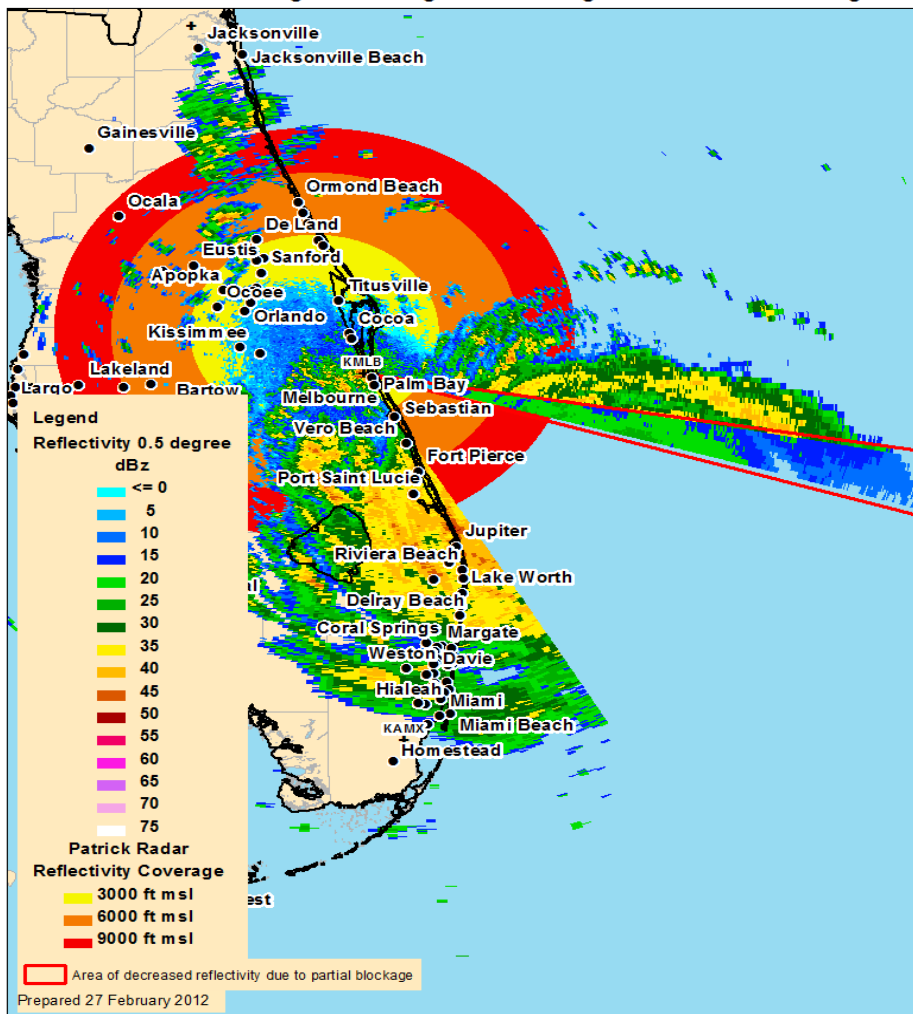 Jacksonville
Jacksonville Beach
Gainesville
Ormond Beach
Ocala
De Land
Eustis
Sanford
Apopka
Titusville
Ocoee
Orlando
Cocoa
Kissimmee
KMLB
Lakeland
Largo
Bartow
Palm Bay
Melbourne
Sebastian
Vero Beach
Fort Pierce
Port Saint Lucie
Jupiter
Riviera Beach
Lake Worth
Delray Beach
Coral Springs
Margate
Weston
Davie
Hialeah
Miami
KAMX
Miami Beach
Homestead
Legend
Reflectivity 0.5 degree
dBz
<= 0
5
10
15
20
25
30
35
40
45
50
55
60
65
70
75
Patrick Radar
Reflectivity Coverage
3000 ft msl
6000 ft msl
9000 ft msl
Area of decreased reflectivity due to partial blockage
Prepared 27 February 2012